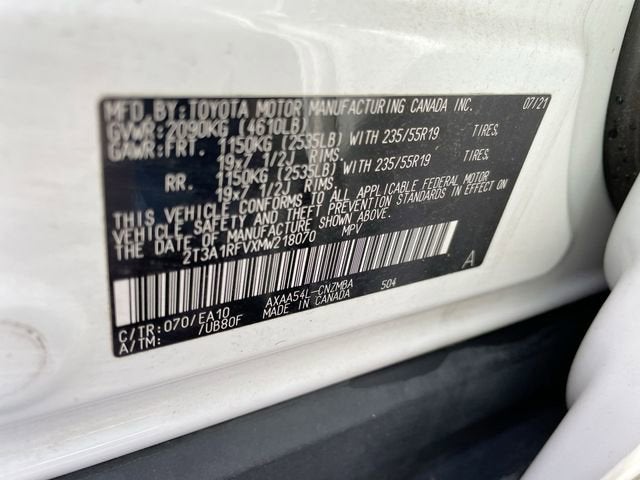 MFD.BY:TOYOTA MOTOR MANUFACTURING CANADA INC. 07/21
GVWR:2090KG (4610LB)
GAWR:FRT. 1150KG (2535LB) WITH 235/55R19 TIRES,
19x7 1/2J RIMS.
RR. 1150KG (2535LB) WITH 235/55R19 TIRES,
19x7 1/2J RIMS.
THIS VEHICLE CONFORMS TO ALL APPLICABLE FEDERAL MOTOR
VEHICLE SAFETY AND THEFT PREVENTION STANDARDS IN EFFECT ON
THE DATE OF MANUFACTURE SHOWN ABOVE.
2T3A1RFVXMW218070 MPV
A
C/TR:070/EA10 AXAA54L-CNZMBA 504
A/TM: 7UB80F MADE IN CANADA